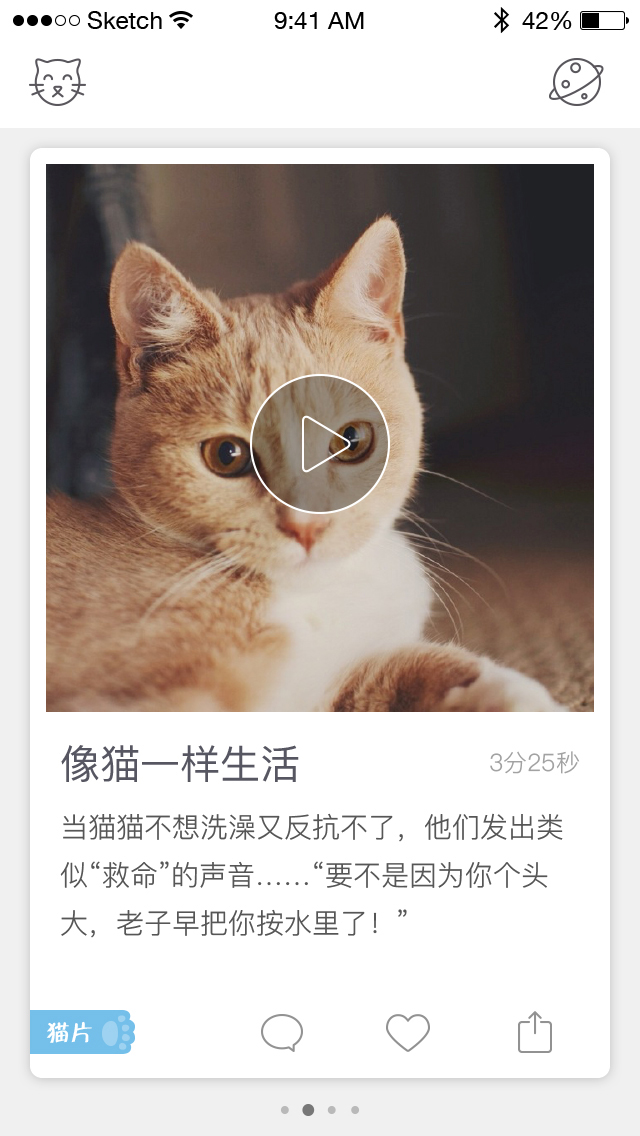 Sketch 9:41 AM 42%
像猫一样生活 3分25秒
当猫猫不想洗澡又反抗不了，他们发出类
似“救命”的声音……“要不是因为你个头
大，老子早把你按水里了！”
猫片